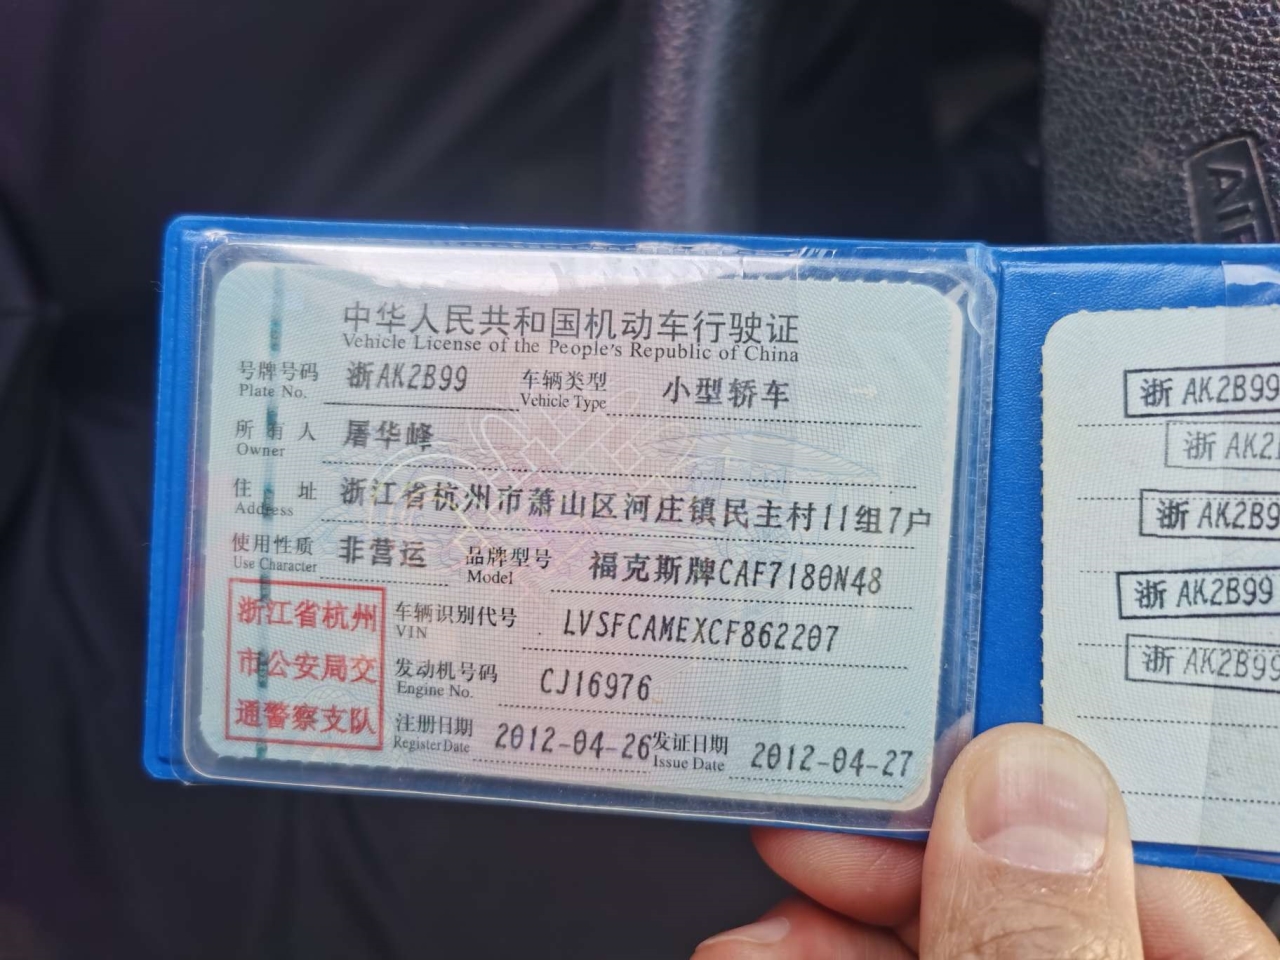 中华人民共和国机动车行驶证
Vehicle License of the People's Republic of China
号牌号码 浙AK2B99 车辆类型 小型轿车
Plate No. Vehicle Type
所有人 屠华峰
Owner
住址 浙江省杭州市萧山区河庄镇民主村11组7户
Address
使用性质 非营运 品牌型号 福克斯牌CAF7180N48
Use Character Model
浙江省杭州
市公安局交
通警察支队
车辆识别代号 LVSFCAMEXCF862207
VIN
发动机号码 CJ16976
Engine No.
注册日期 2012-04-26 发证日期 2012-04-27
Register Date Issue Date
浙 AK2B99
浙 AK2
浙 AK2B9
浙 AK2B99
浙 AK2B99
AI